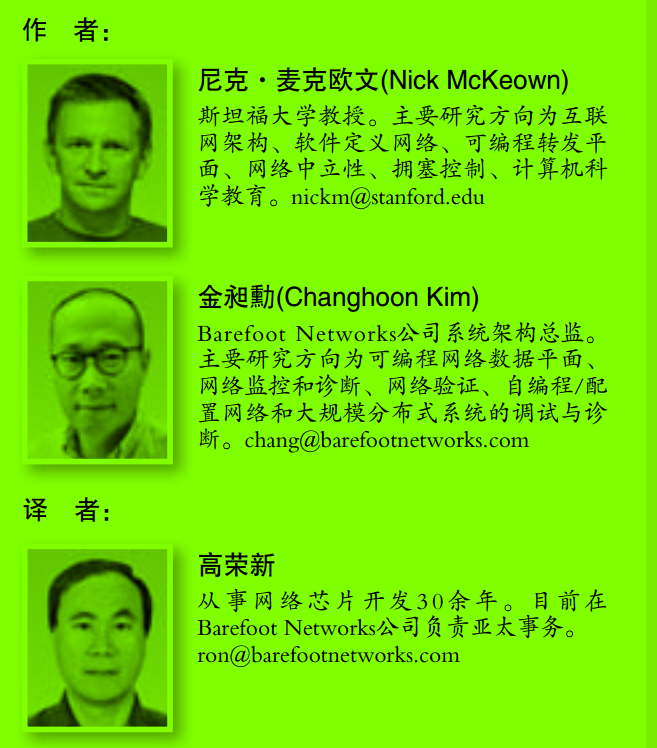 作 者：
尼克·麦克欧文(Nick McKeown)
斯坦福大学教授。主要研究方向为互联
网架构、软件定义网络、可编程转发平
面、网络中立性、拥塞控制、计算机科
学教育。nickm@stanford.edu
金昶勳(Changhoon Kim)
Barefoot Networks公司系统架构总监。
主要研究方向为可编程网络数据平面、
网络监控和诊断、网络验证、自编程/配
置网络和大规模分布式系统的调试与诊
断。chang@barefootnetworks.com
译 者：
高荣新
从事网络芯片开发30余年。目前在
Barefoot Networks公司负责亚太事务。
ron@barefootnetworks.com